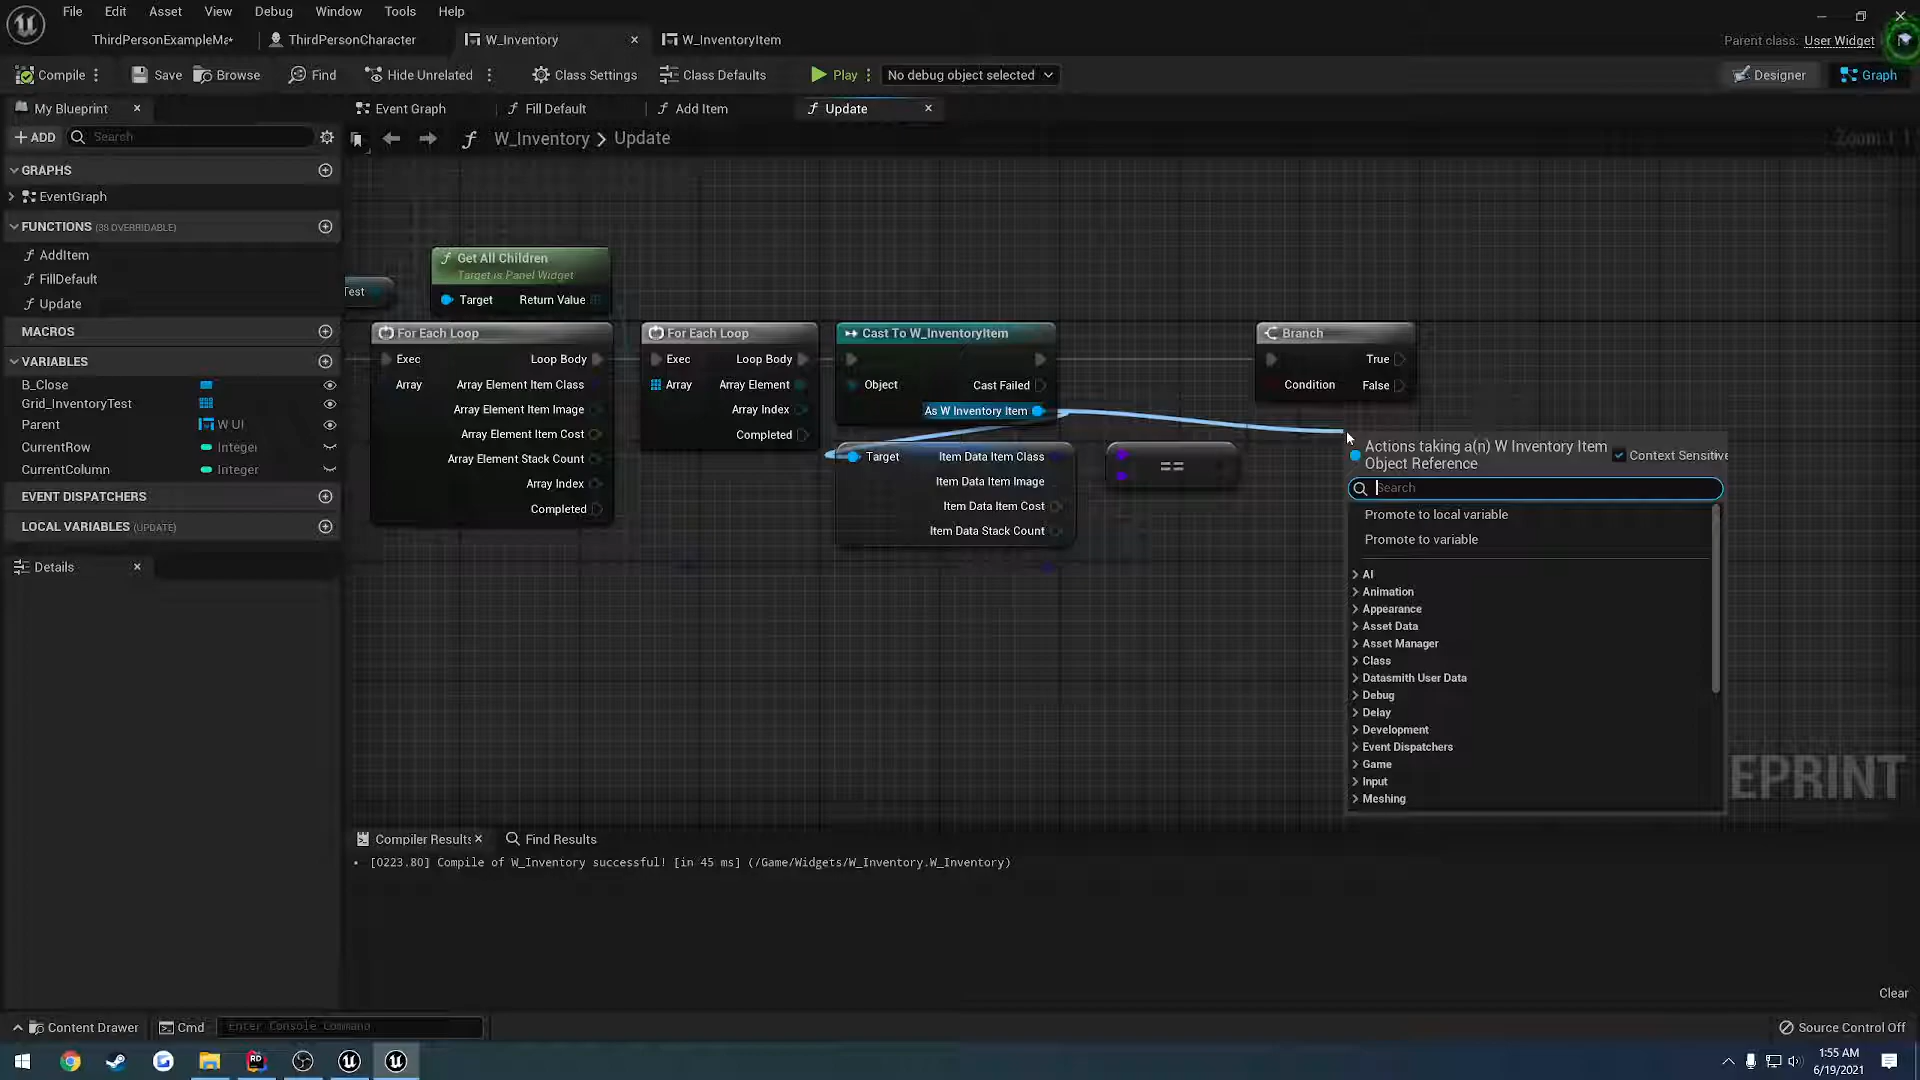 File Edit Asset View Debug Window Tools Help
ThirdPersonExampleMa* ThirdPersonCharacter W_Inventory W_InventoryItem
Parent class: User Widget
Compile Save Browse Find Hide Unrelated Class Settings Class Defaults Play No debug object selected Designer Graph
My Blueprint Event Graph Fill Default Add Item Update
ADD Search W_Inventory > Update
GRAPHS
EventGraph
FUNCTIONS (38 OVERRIDABLE)
AddItem
FillDefault
Update
MACROS
VARIABLES
B_Close
Grid_InventoryTest
Parent W UI
CurrentRow Integer
CurrentColumn Integer
EVENT DISPATCHERS
LOCAL VARIABLES (UPDATE)
Details
Test
Get All Children
Target is Panel Widget
Target Return Value
For Each Loop
Exec Loop Body
Array Array Element Item Class
Array Element Item Image
Array Element Item Cost
Array Element Stack Count
Array Index
Completed
For Each Loop
Exec Loop Body
Array Array Element
Array Index
Completed
Cast To W_InventoryItem
Object Cast Failed
As W Inventory Item
Target Item Data Item Class
Item Data Item Image
Item Data Item Cost
Item Data Stack Count
==
Branch
True
Condition False
Actions taking a(n) W Inventory Item
Object Reference
Context Sensitive
Search
Promote to local variable
Promote to variable
AI
Animation
Appearance
Asset Data
Asset Manager
Class
Datasmith User Data
Debug
Delay
Development
Event Dispatchers
Game
Input
Meshing
EPRINT
Compiler Results Find Results
[0223.80] Compile of W_Inventory successful! [in 45 ms] (/Game/Widgets/W_Inventory.W_Inventory)
Clear
Content Drawer Cmd Enter Console Command
Source Control Off
1:55 AM
6/19/2021